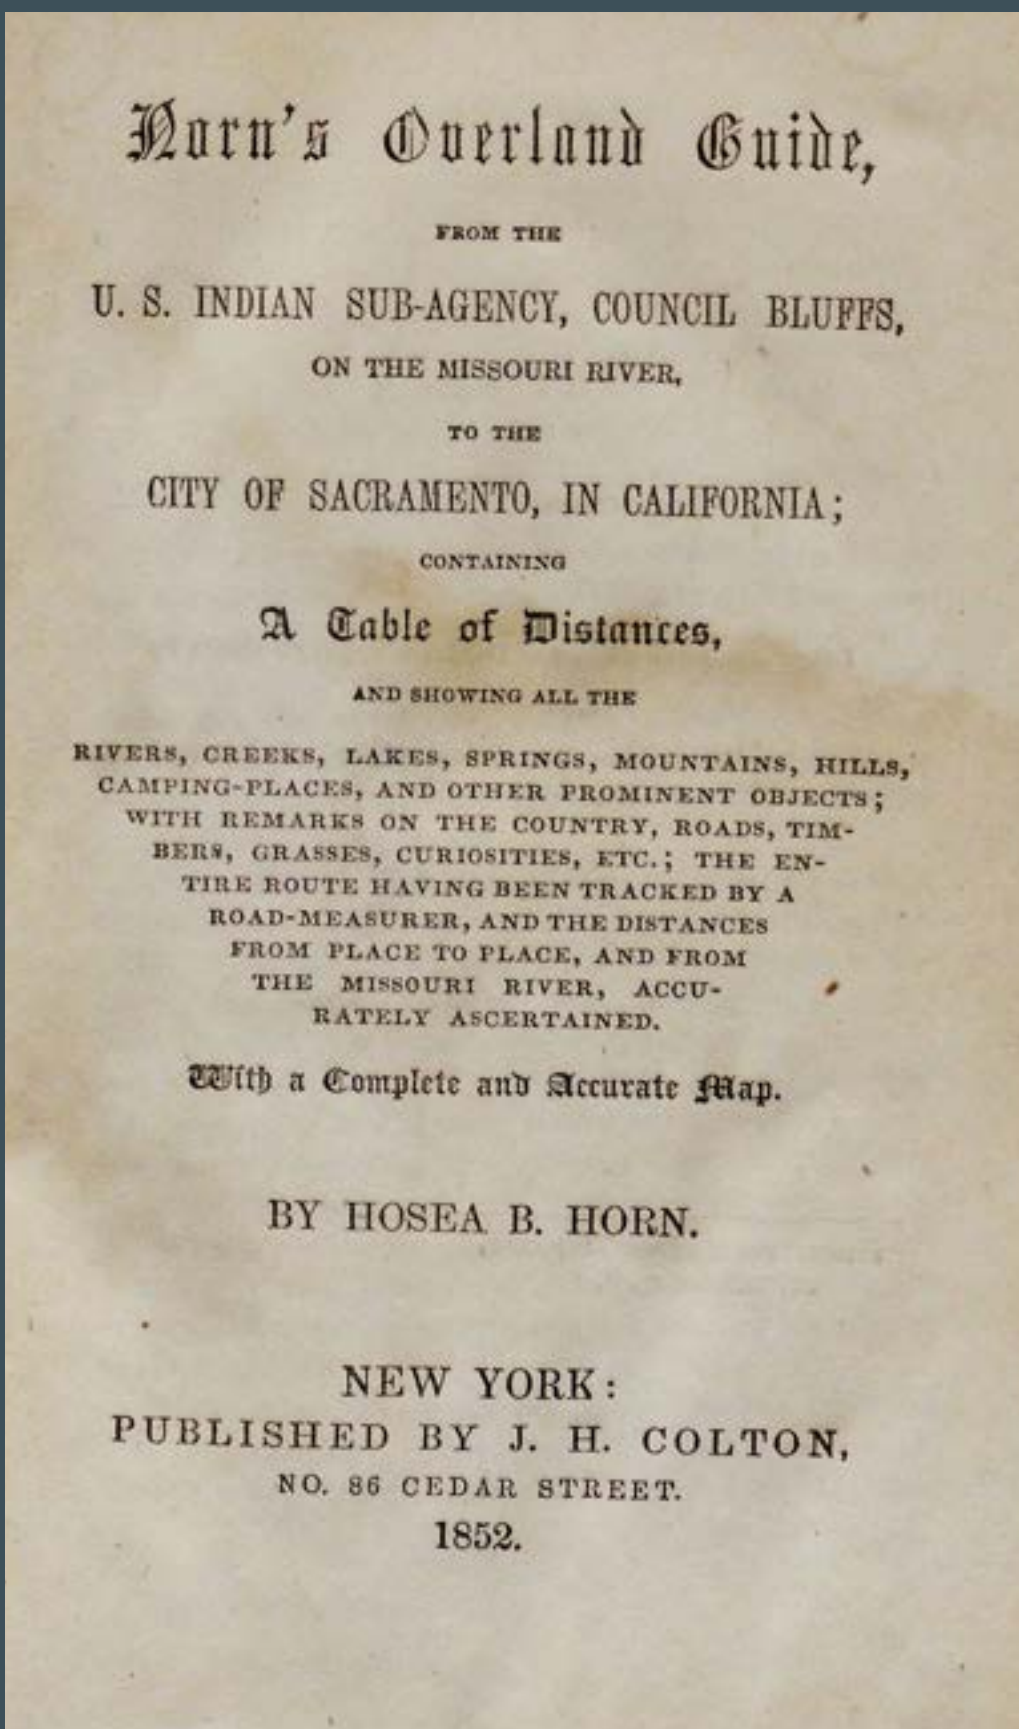 Horn's Overland Guide,
FROM THE
U. S. INDIAN SUB-AGENCY, COUNCIL BLUFFS,
ON THE MISSOURI RIVER,
TO THE
CITY OF SACRAMENTO, IN CALIFORNIA;
CONTAINING
A Table of Distances,
AND SHOWING ALL THE
RIVERS, CREEKS, LAKES, SPRINGS, MOUNTAINS, HILLS,
CAMPING-PLACES, AND OTHER PROMINENT OBJECTS;
WITH REMARKS ON THE COUNTRY, ROADS, TIM-
BERS, GRASSES, CURIOSITIES, ETC.; THE EN-
TIRE ROUTE HAVING BEEN TRACKED BY A
ROAD-MEASURER, AND THE DISTANCES
FROM PLACE TO PLACE, AND FROM
THE MISSOURI RIVER, ACCU-
RATELY ASCERTAINED.
With a Complete and Accurate Map.
BY HOSEA B. HORN.
NEW YORK:
PUBLISHED BY J. H. COLTON,
NO. 86 CEDAR STREET.
1852.